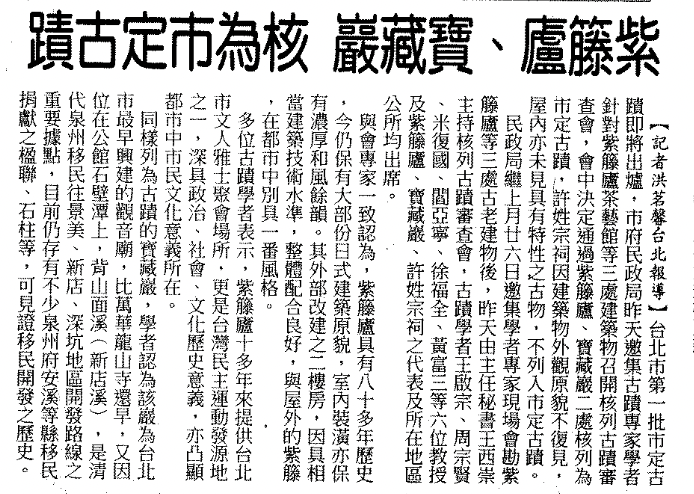 紫籐廬、寶藏巖 核為市定古蹟
【記者洪茗馨台北報導】台北市第一批市定古
蹟即將出爐，市府民政局昨天邀集古蹟專家學者
針對紫籐廬茶藝館等三處建築物召開核列古蹟審
查會，會中決定通過紫籐廬、寶藏巖二處核列為
市定古蹟，許姓宗祠因建築物外觀原貌不復見，
屋內亦未見具有特性之古物，不列入市定古蹟。
民政局繼上月廿六日邀集學者專家現場會勘紫
籐廬等三處古老建物後，昨天由主任秘書王西崇
主持核列古蹟審查會，古蹟學者王啟宗、周宗賢
、米復國、閻亞寧、徐福全、黃富三等六位教授
及紫籐廬、寶藏巖、許姓宗祠之代表及所在地區
公所均出席。
與會專家一致認為，紫籐廬具有八十多年歷史
，今仍保有大部份日式建築原貌，室內裝潢亦保
有濃厚和風餘韻。其外部改建之二樓房，因具相
當建築技術水準，整體配合良好，與屋外的紫籐
，在都市中別具一番風格。
多位古蹟學者表示，紫籐廬十多年來提供台北
市文人雅士聚會場所，更是台灣民主運動發源地
之一，深具政治、社會、文化歷史意義，亦凸顯
都市中市民文化意義所在。
同樣列為古蹟的寶藏巖，學者認為該巖為台北
市最早興建的觀音廟，比萬華龍山寺還早，又因
位在公館石壁潭上，背山面溪（新店溪），是清
代泉州移民往景美、新店、深坑地區開發路線之
重要據點，目前仍存有不少泉州府安溪等縣移民
捐獻之楹聯、石柱等，可見證移民開發之歷史。